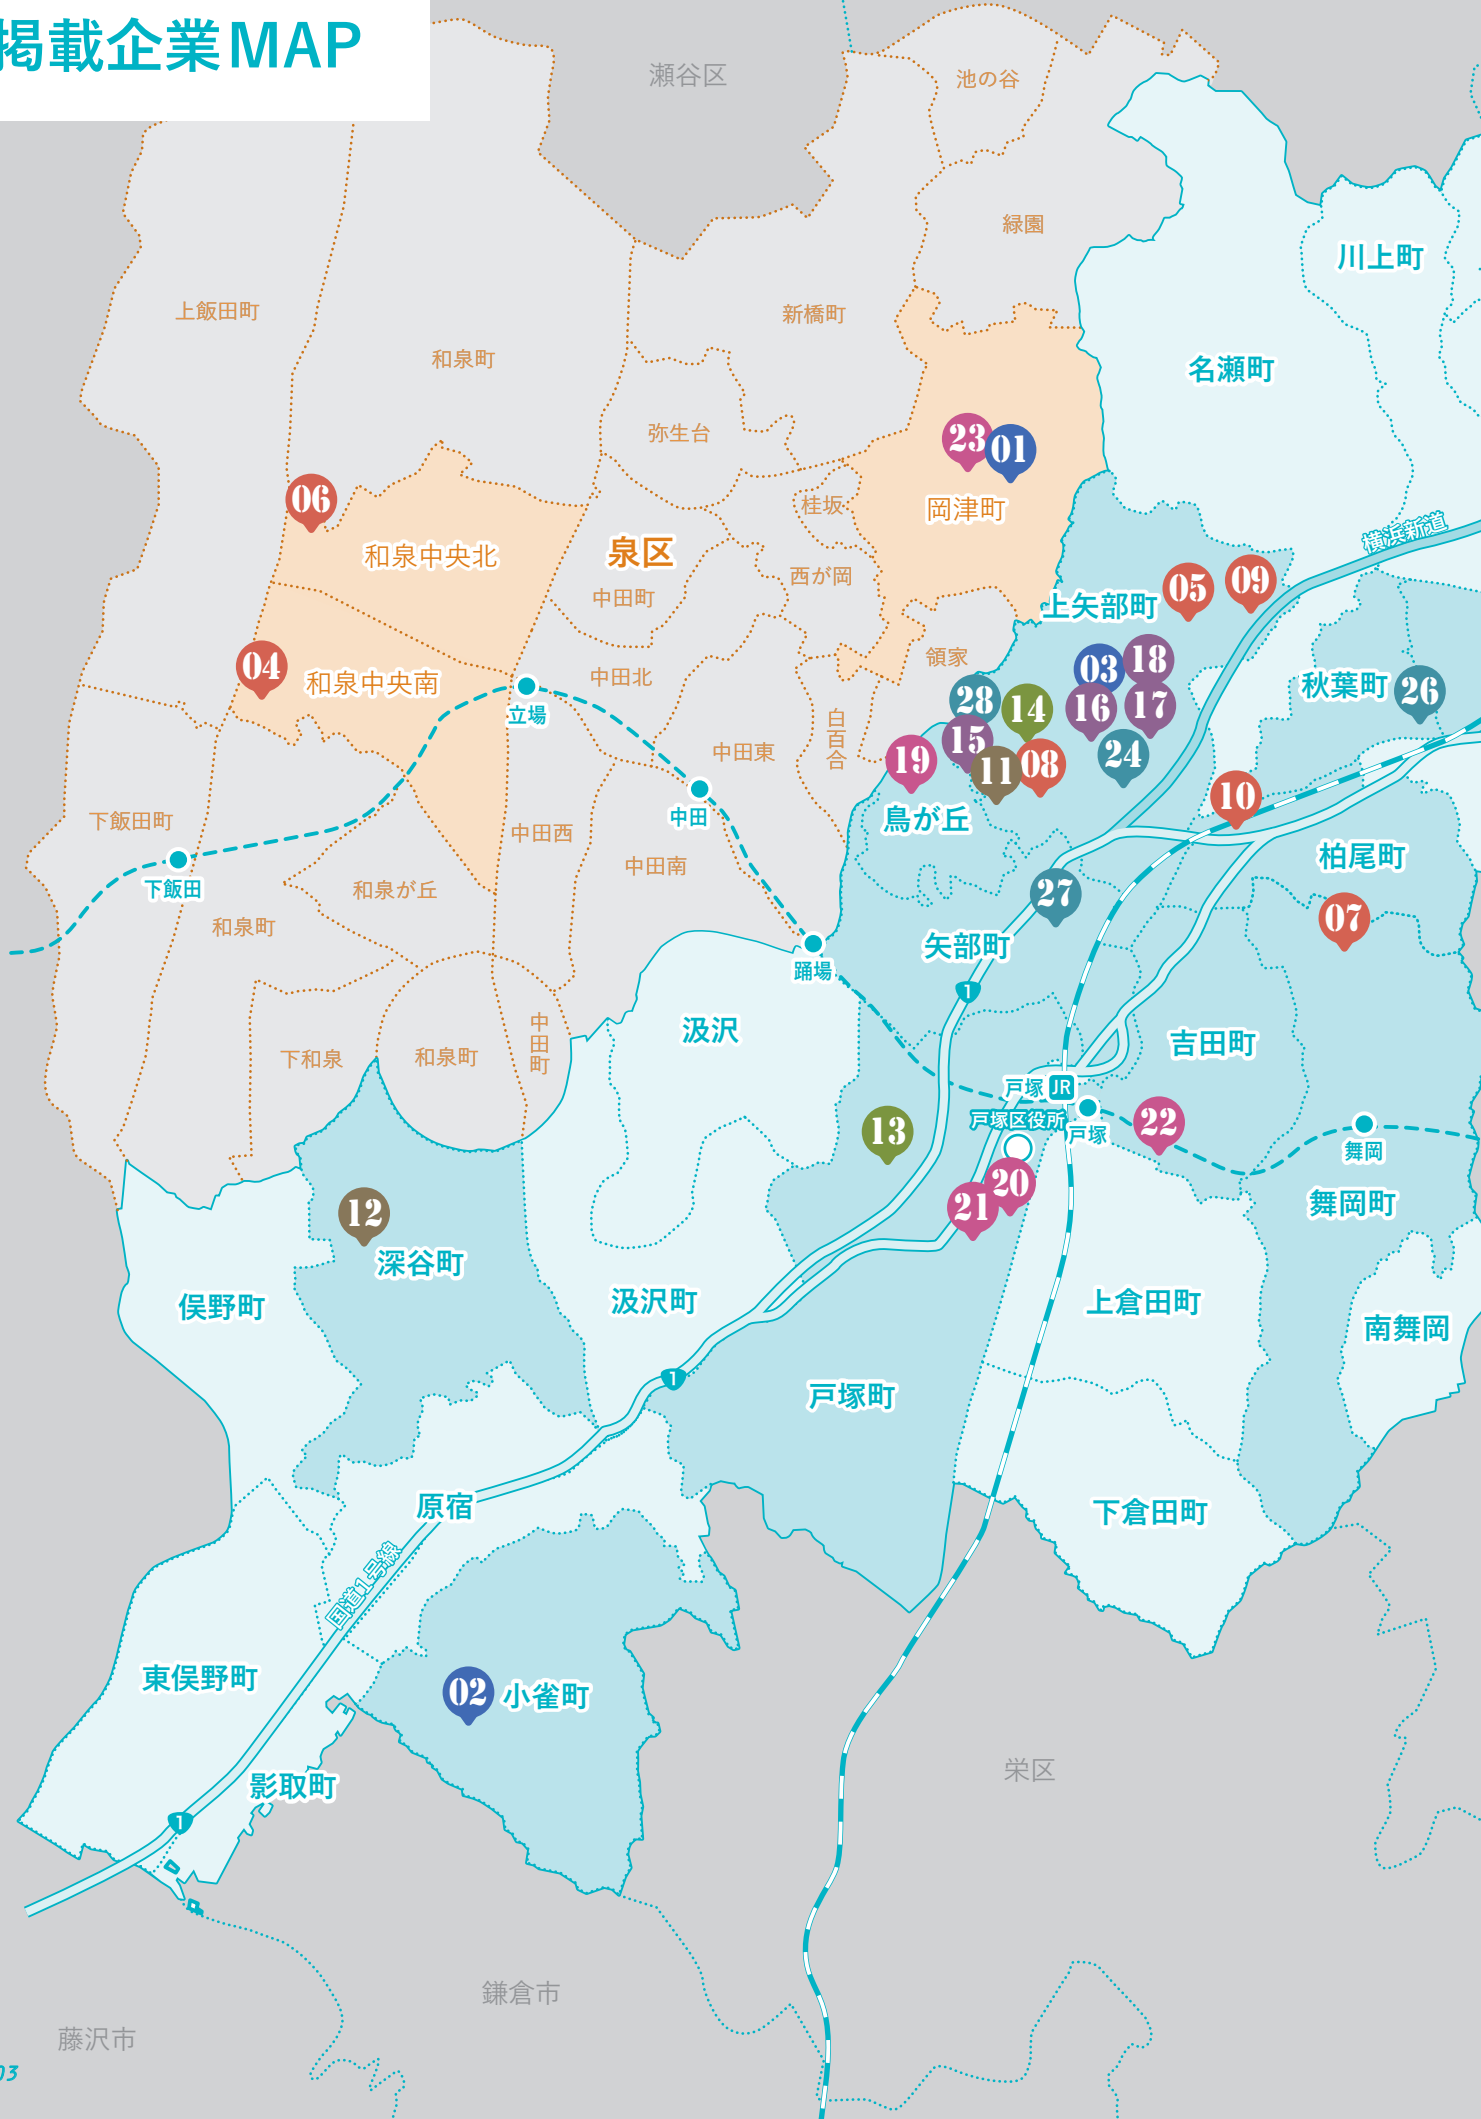 掲載企業MAP
瀬谷区
池の谷
緑園
川上町
上飯田町
新橋町
和泉町
名瀬町
弥生台
23
01
06
桂坂
岡津町
横浜新道
和泉中央北
泉区
西が岡
中田町
上矢部町
05
09
領家
04
和泉中央南
中田北
03
18
秋葉町
26
28
14
16
17
立場
白百合
15
中田東
19
11
08
24
10
下飯田町
中田
鳥が丘
中田西
柏尾町
中田南
下飯田
和泉が丘
27
07
和泉町
矢部町
踊場
1
汲沢
中田町
吉田町
下和泉
和泉町
戸塚
JR
戸塚区役所
戸塚
22
13
舞岡
20
舞岡町
12
21
深谷町
俣野町
汲沢町
上倉田町
南舞岡
1
戸塚町
原宿
下倉田町
国道1号線
東俣野町
02
小雀町
栄区
影取町
1
鎌倉市
藤沢市
03